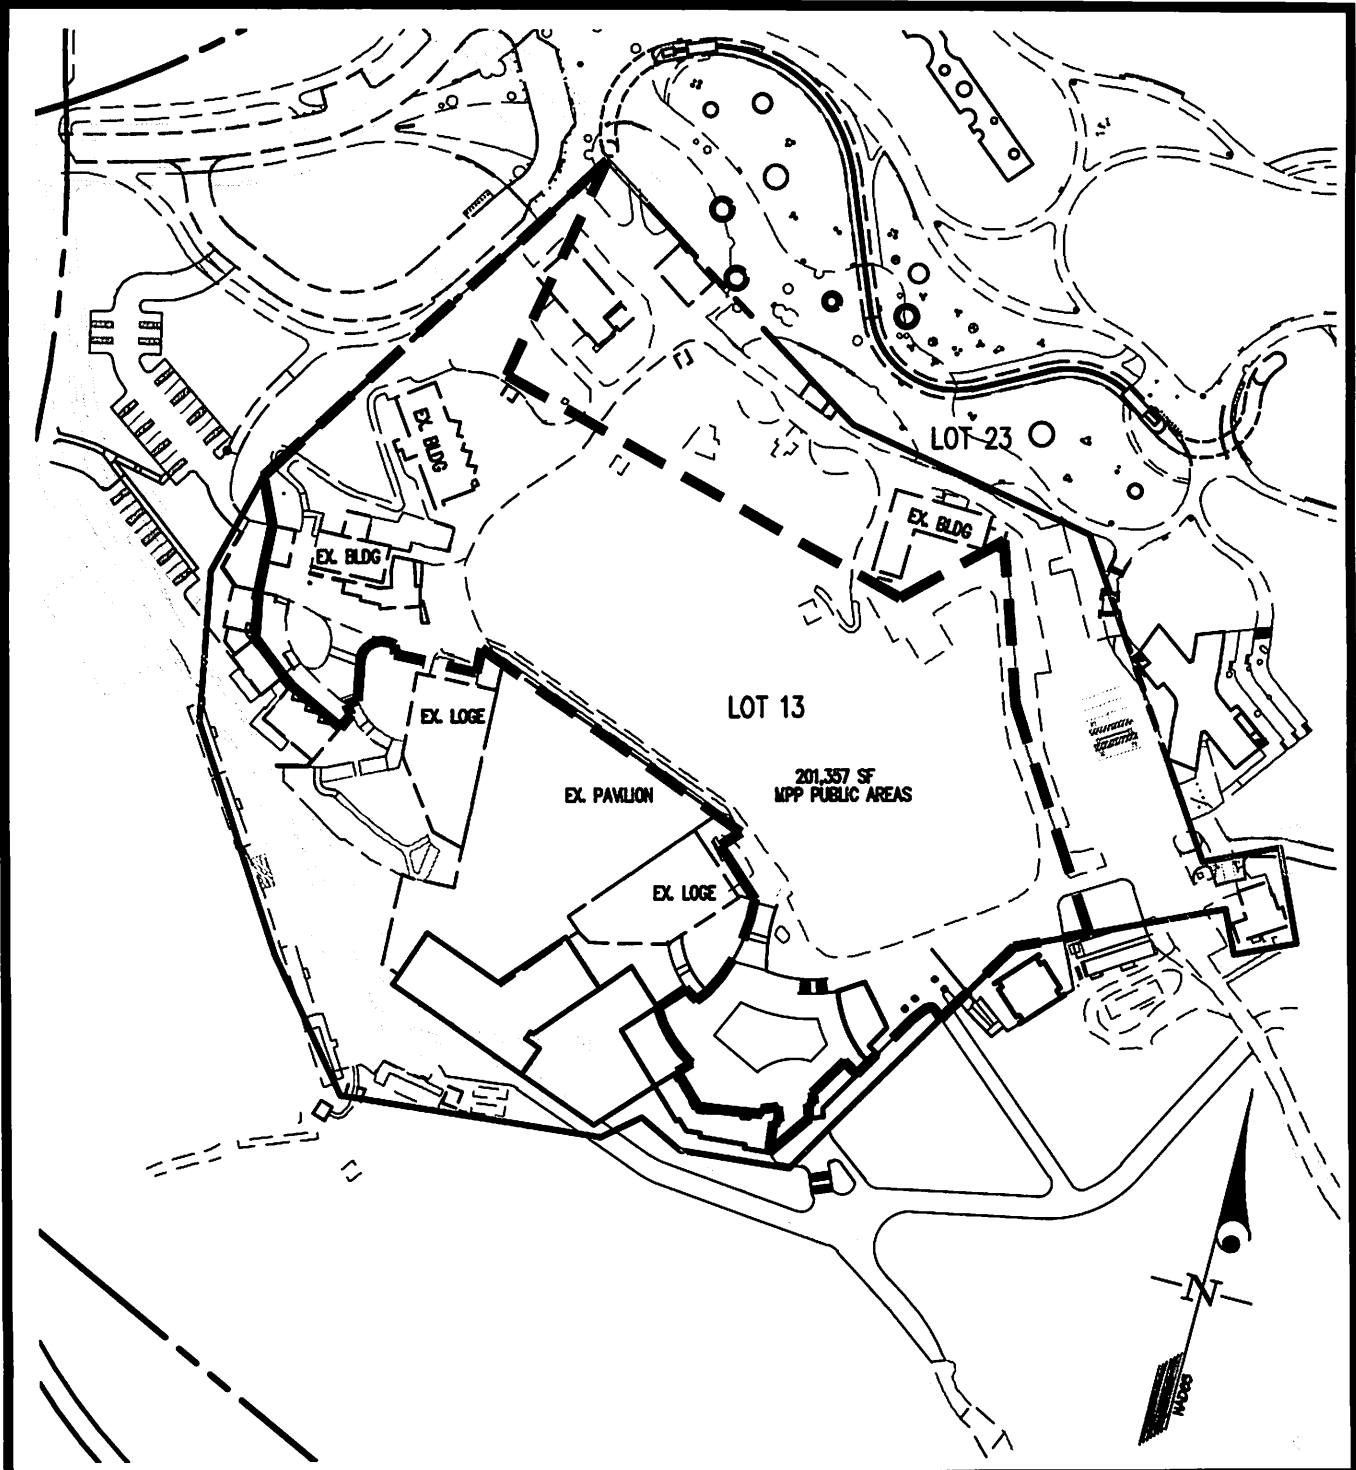 LOT 23
EX. BLDG
EX. BLDG
EX. BLDG
LOT 13
EX. LOGE
201,357 SF
MPP PUBLIC AREAS
EX. PAVILION
EX. LOGE
N